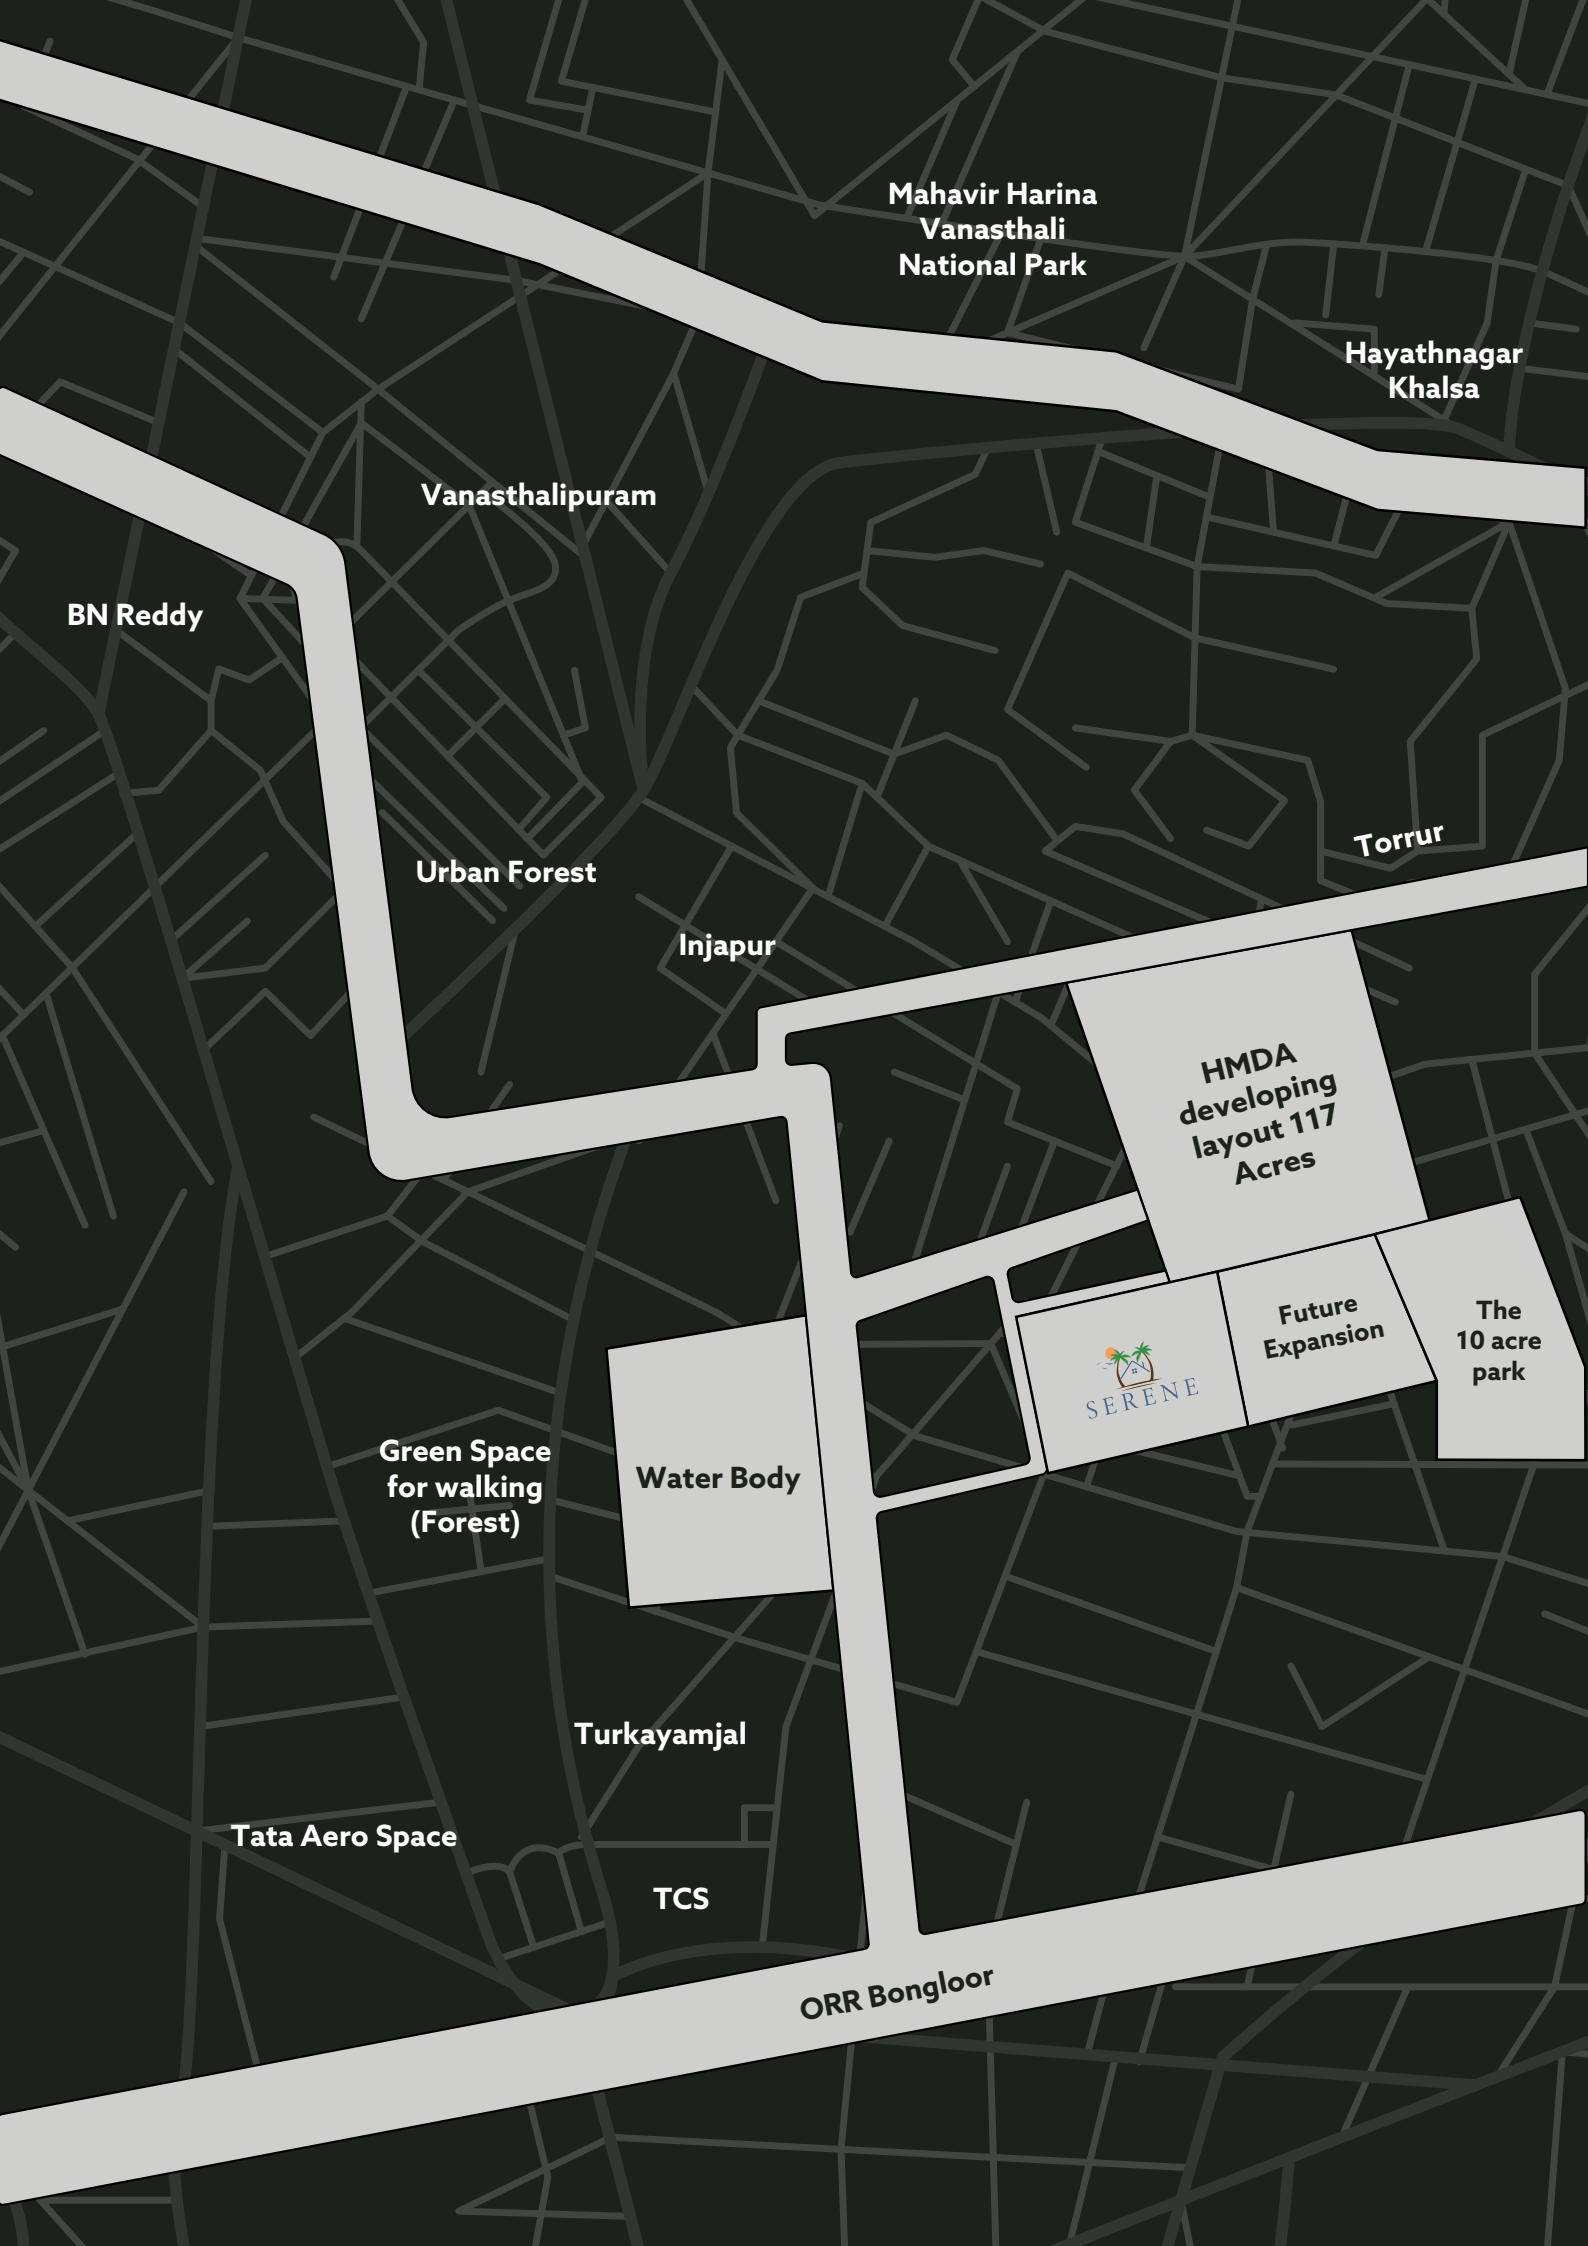 Mahavir Harina
Vanasthali
National Park
Hayathnagar
Khalsa
Vanasthalipuram
BN Reddy
Torrur
Urban Forest
Injapur
HMDA
developing
layout 117
Acres
Future
Expansion
The
10 acre
park
SERENE
Green Space
for walking
(Forest)
Water Body
Turkayamjal
Tata Aero Space
TCS
ORR Bongloor